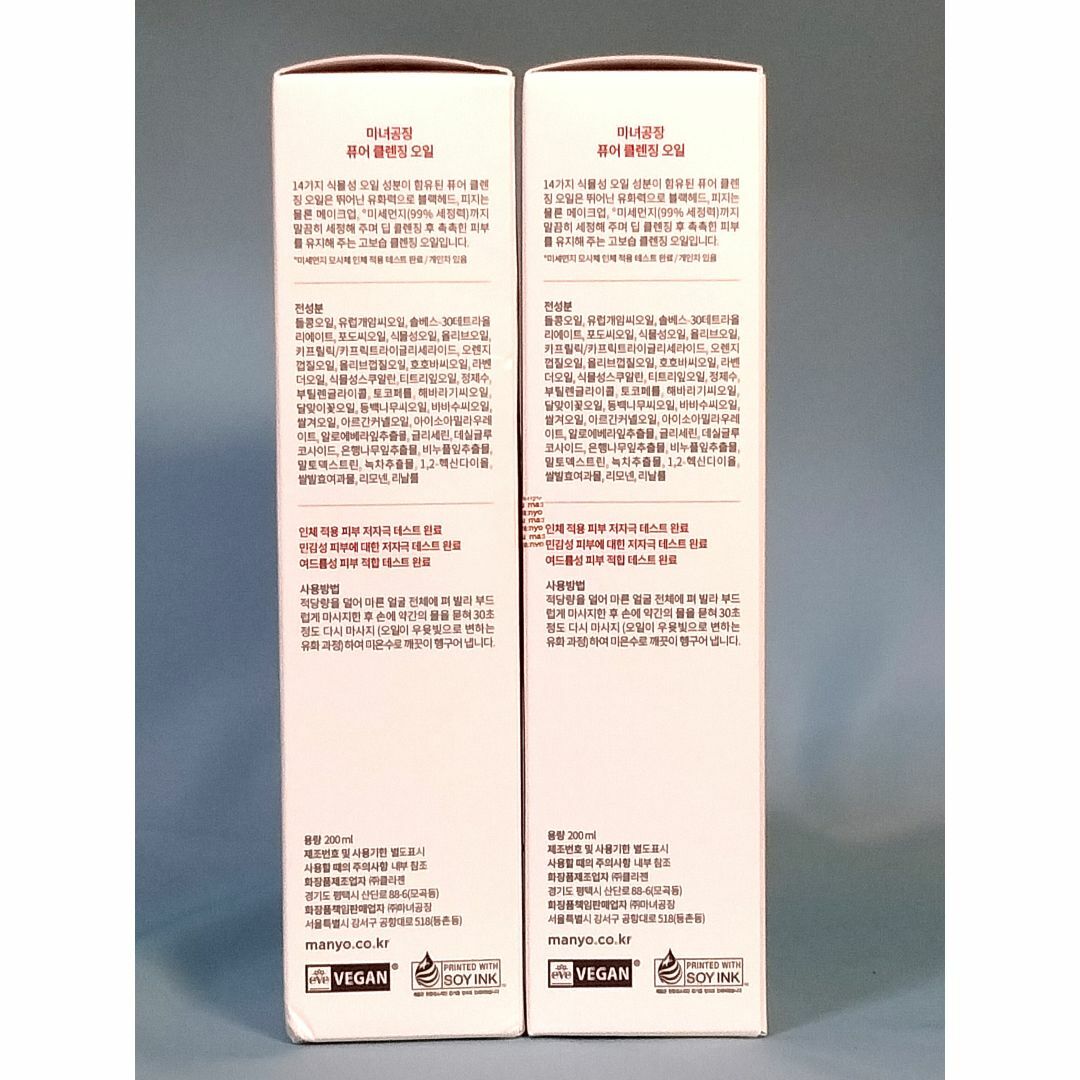 미녀공장
퓨어 클렌징 오일
14가지 식물성 오일 성분이 함유된 퓨어 클렌
징 오일은 뛰어난 유화력으로 블랙헤드, 피지는
물론 메이크업, *미세먼지(99% 세정력)까지
말끔히 세정해 주며 딥 클렌징 후 촉촉한 피부
를 유지해 주는 고보습 클렌징 오일입니다.
*미세먼지 모사체 인체 적용 테스트 완료 / 개인차 있음
전성분
들콩오일, 유럽개암씨오일, 솔베스-30테트라올
리에이트, 포도씨오일, 식물성오일, 올리브오일,
카프릴릭/카프릭트라이글리세라이드, 오렌지
껍질오일, 올리브껍질오일, 호호바씨오일, 라벤
더오일, 식물성스쿠알란, 티트리잎오일, 정제수,
부틸렌글라이콜, 토코페롤, 해바라기씨오일,
달맞이꽃오일, 동백나무씨오일, 바바수씨오일,
쌀겨오일, 아르간커넬오일, 아이소아밀라우레
이트, 알로에베라잎추출물, 글리세린, 데실글루
코사이드, 은행나무잎추출물, 비누풀잎추출물,
말토덱스트린, 녹차추출물, 1,2-헥산다이올,
쌀발효여과물, 리모넨, 리날룰
인체 적용 피부 저자극 테스트 완료
민감성 피부에 대한 저자극 테스트 완료
여드름성 피부 적합 테스트 완료
사용방법
적당량을 덜어 마른 얼굴 전체에 펴 발라 부드
럽게 마사지한 후 손에 약간의 물을 묻혀 30초
정도 다시 마사지 (오일이 우윳빛으로 변하는
유화 과정)하여 미온수로 깨끗이 헹구어 냅니다.
용량 200 ml
제조번호 및 사용기한 별도표시
사용할 때의 주의사항 내부 참조
화장품제조업자 ㈜클라젠
경기도 평택시 산단로 88-6(모곡동)
화장품책임판매업자 ㈜마녀공장
서울특별시 강서구 공항대로 518(등촌동)
manyo.co.kr
eve VEGAN®
PRINTED WITH
SOY INK
미녀공장
퓨어 클렌징 오일
14가지 식물성 오일 성분이 함유된 퓨어 클렌
징 오일은 뛰어난 유화력으로 블랙헤드, 피지는
물론 메이크업, *미세먼지(99% 세정력)까지
말끔히 세정해 주며 딥 클렌징 후 촉촉한 피부
를 유지해 주는 고보습 클렌징 오일입니다.
*미세먼지 모사체 인체 적용 테스트 완료 / 개인차 있음
전성분
들콩오일, 유럽개암씨오일, 솔베스-30테트라올
리에이트, 포도씨오일, 식물성오일, 올리브오일,
카프릴릭/카프릭트라이글리세라이드, 오렌지
껍질오일, 올리브껍질오일, 호호바씨오일, 라벤
더오일, 식물성스쿠알란, 티트리잎오일, 정제수,
부틸렌글라이콜, 토코페롤, 해바라기씨오일,
달맞이꽃오일, 동백나무씨오일, 바바수씨오일,
쌀겨오일, 아르간커넬오일, 아이소아밀라우레
이트, 알로에베라잎추출물, 글리세린, 데실글루
코사이드, 은행나무잎추출물, 비누풀잎추출물,
말토덱스트린, 녹차추출물, 1,2-헥산다이올,
쌀발효여과물, 리모넨, 리날룰
인체 적용 피부 저자극 테스트 완료
민감성 피부에 대한 저자극 테스트 완료
여드름성 피부 적합 테스트 완료
사용방법
적당량을 덜어 마른 얼굴 전체에 펴 발라 부드
럽게 마사지한 후 손에 약간의 물을 묻혀 30초
정도 다시 마사지 (오일이 우윳빛으로 변하는
유화 과정)하여 미온수로 깨끗이 헹구어 냅니다.
용량 200 ml
제조번호 및 사용기한 별도표시
사용할 때의 주의사항 내부 참조
화장품제조업자 ㈜클라젠
경기도 평택시 산단로 88-6(모곡동)
화장품책임판매업자 ㈜마녀공장
서울특별시 강서구 공항대로 518(등촌동)
manyo.co.kr
eve VEGAN®
PRINTED WITH
SOY INK